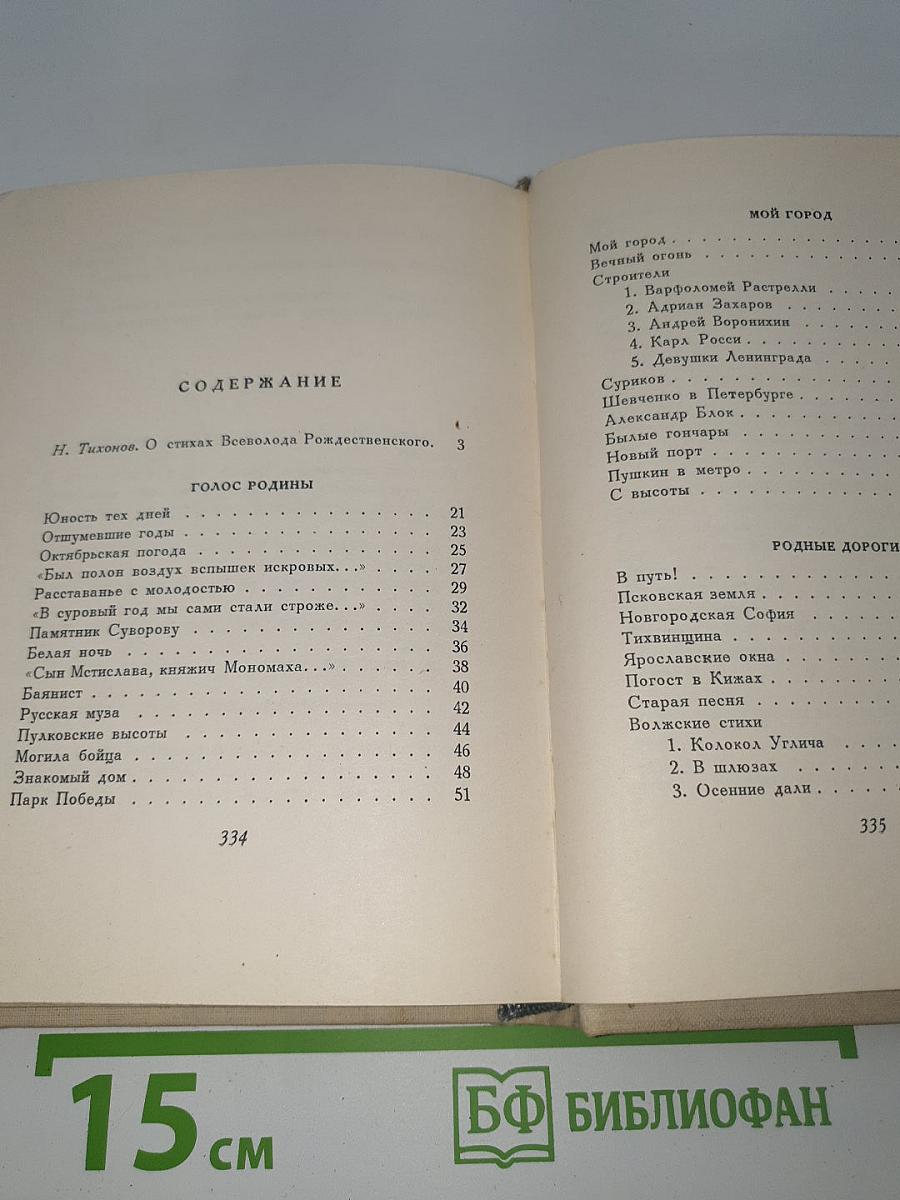 СОДЕРЖАНИЕ
Н. Тихонов. О стихах Всеволода Рождественского. 3
ГОЛОС РОДИНЫ
Юность тех дней . . . . . . . . . . . . . . . . 21
Отшумевшие годы . . . . . . . . . . . . . . . . 23
Октябрьская погода . . . . . . . . . . . . . . . 25
«Был полон воздух вспышек искровых...» . . . . 27
Расставанье с молодостью . . . . . . . . . . . . 29
«В суровый год мы сами стали строже...» . . . . 32
Памятник Суворову . . . . . . . . . . . . . . . 34
Белая ночь . . . . . . . . . . . . . . . . . . 36
«Сын Мстислава, княжич Мономаха...» . . . . . . 38
Баянист . . . . . . . . . . . . . . . . . . . . 40
Русская муза . . . . . . . . . . . . . . . . . 42
Пулковские высоты . . . . . . . . . . . . . . . 44
Могила бойца . . . . . . . . . . . . . . . . . 46
Знакомый дом . . . . . . . . . . . . . . . . . 48
Парк Победы . . . . . . . . . . . . . . . . . . 51
334
МОЙ ГОРОД
Мой город . . . . . . . . . . . . . .
Вечный огонь . . . . . . . . . . . .
Строители
1. Варфоломей Растрелли . . . . .
2. Адриан Захаров . . . . . . .
3. Андрей Воронихин . . . . . .
4. Карл Росси . . . . . . . . .
5. Девушки Ленинграда . . . . .
Суриков . . . . . . . . . . . . . .
Шевченко в Петербурге . . . . . . .
Александр Блок . . . . . . . . . .
Былые гончары . . . . . . . . . .
Новый порт . . . . . . . . . . . .
Пушкин в метро . . . . . . . . . .
С высоты . . . . . . . . . . . . .
РОДНЫЕ ДОРОГИ
В путь! . . . . . . . . . . . . . .
Псковская земля . . . . . . . . .
Новгородская София . . . . . . .
Тихвинщина . . . . . . . . . . .
Ярославские окна . . . . . . . .
Погост в Кижах . . . . . . . . .
Старая песня . . . . . . . . . .
Волжские стихи
1. Колокол Углича . . . .
2. В шлюзах . . . . . .
3. Осенние дали . . . . .
335
15 см
БФ БИБЛИОФАН